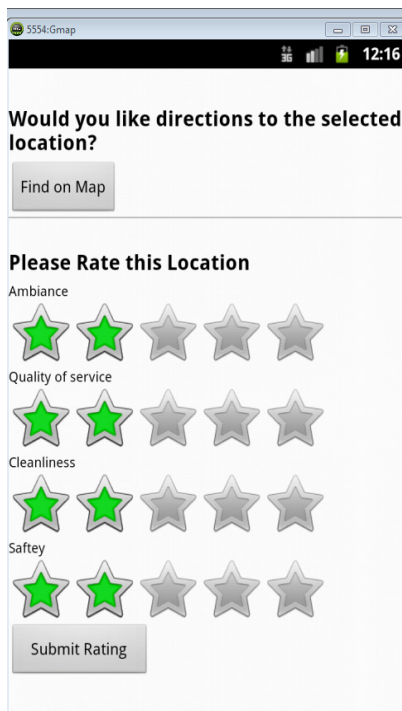 5554:Gmap
3G
12:16
Would you like directions to the selected
location?
Find on Map
Please Rate this Location
Ambiance
Quality of service
Cleanliness
Saftey
Submit Rating